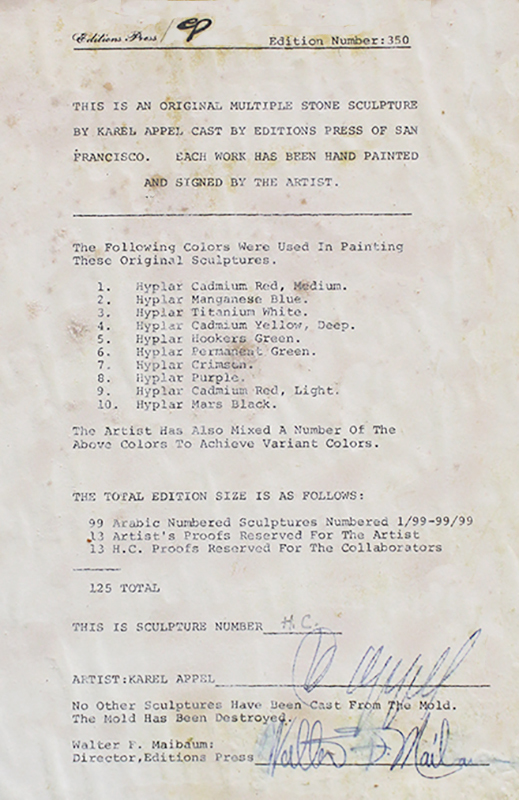 Editions Press
Edition Number:350
THIS IS AN ORIGINAL MULTIPLE STONE SCULPTURE
BY KAREL APPEL CAST BY EDITIONS PRESS OF SAN
FRANCISCO. EACH WORK HAS BEEN HAND PAINTED
AND SIGNED BY THE ARTIST.
The Following Colors Were Used In Painting
These Original Sculptures.
1. Hyplar Cadmium Red, Medium.
2. Hyplar Manganese Blue.
3. Hyplar Titanium White.
4. Hyplar Cadmium Yellow, Deep.
5. Hyplar Hookers Green.
6. Hyplar Permanent Green.
7. Hyplar Crimson.
8. Hyplar Purple.
9. Hyplar Cadmium Red, Light.
10. Hyplar Mars Black.
The Artist Has Also Mixed A Number Of The
Above Colors To Achieve Variant Colors.
THE TOTAL EDITION SIZE IS AS FOLLOWS:
99 Arabic Numbered Sculptures Numbered 1/99-99/99
13 Artist's Proofs Reserved For The Artist
13 H.C. Proofs Reserved For The Collaborators
125 TOTAL
THIS IS SCULPTURE NUMBER H.C.
ARTIST:KAREL APPEL Appel
No Other Sculptures Have Been Cast From The Mold.
The Mold Has Been Destroyed.
Walter F. Maibaum:
Director,Editions Press Walter F. Maiba